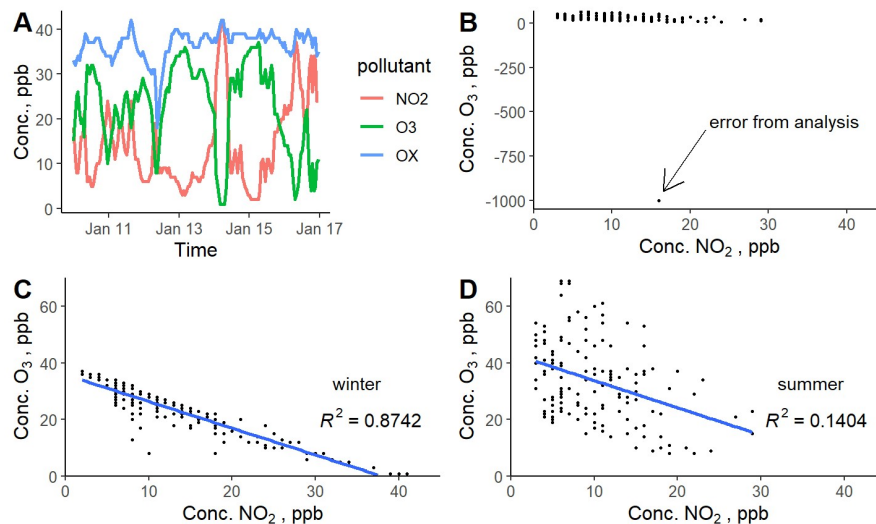 A
Conc., ppb
40
30
20
10
0
Jan 11 Jan 13 Jan 15 Jan 17
Time
pollutant
NO2
O3
OX
B
Conc. O3 , ppb
0
-250
-500
-750
-1000
error from analysis
0 10 20 30 40
Conc. NO2 , ppb
C
Conc. O3 , ppb
60
40
20
0
winter
R2 = 0.8742
0 10 20 30 40
Conc. NO2 , ppb
D
Conc. O3 , ppb
60
40
20
0
summer
R2 = 0.1404
0 10 20 30 40
Conc. NO2 , ppb